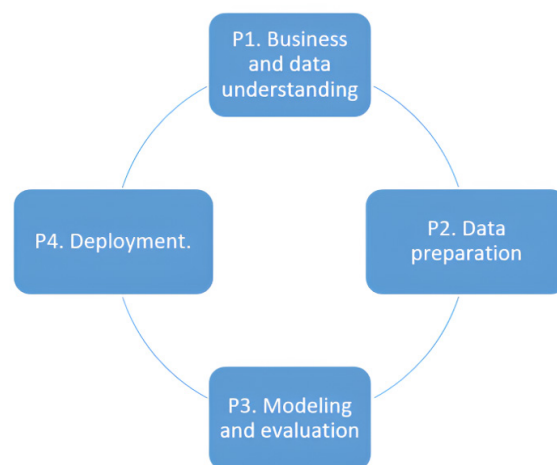 P1. Business
and data
understanding
P2. Data
preparation
P3. Modeling
and evaluation
P4. Deployment.